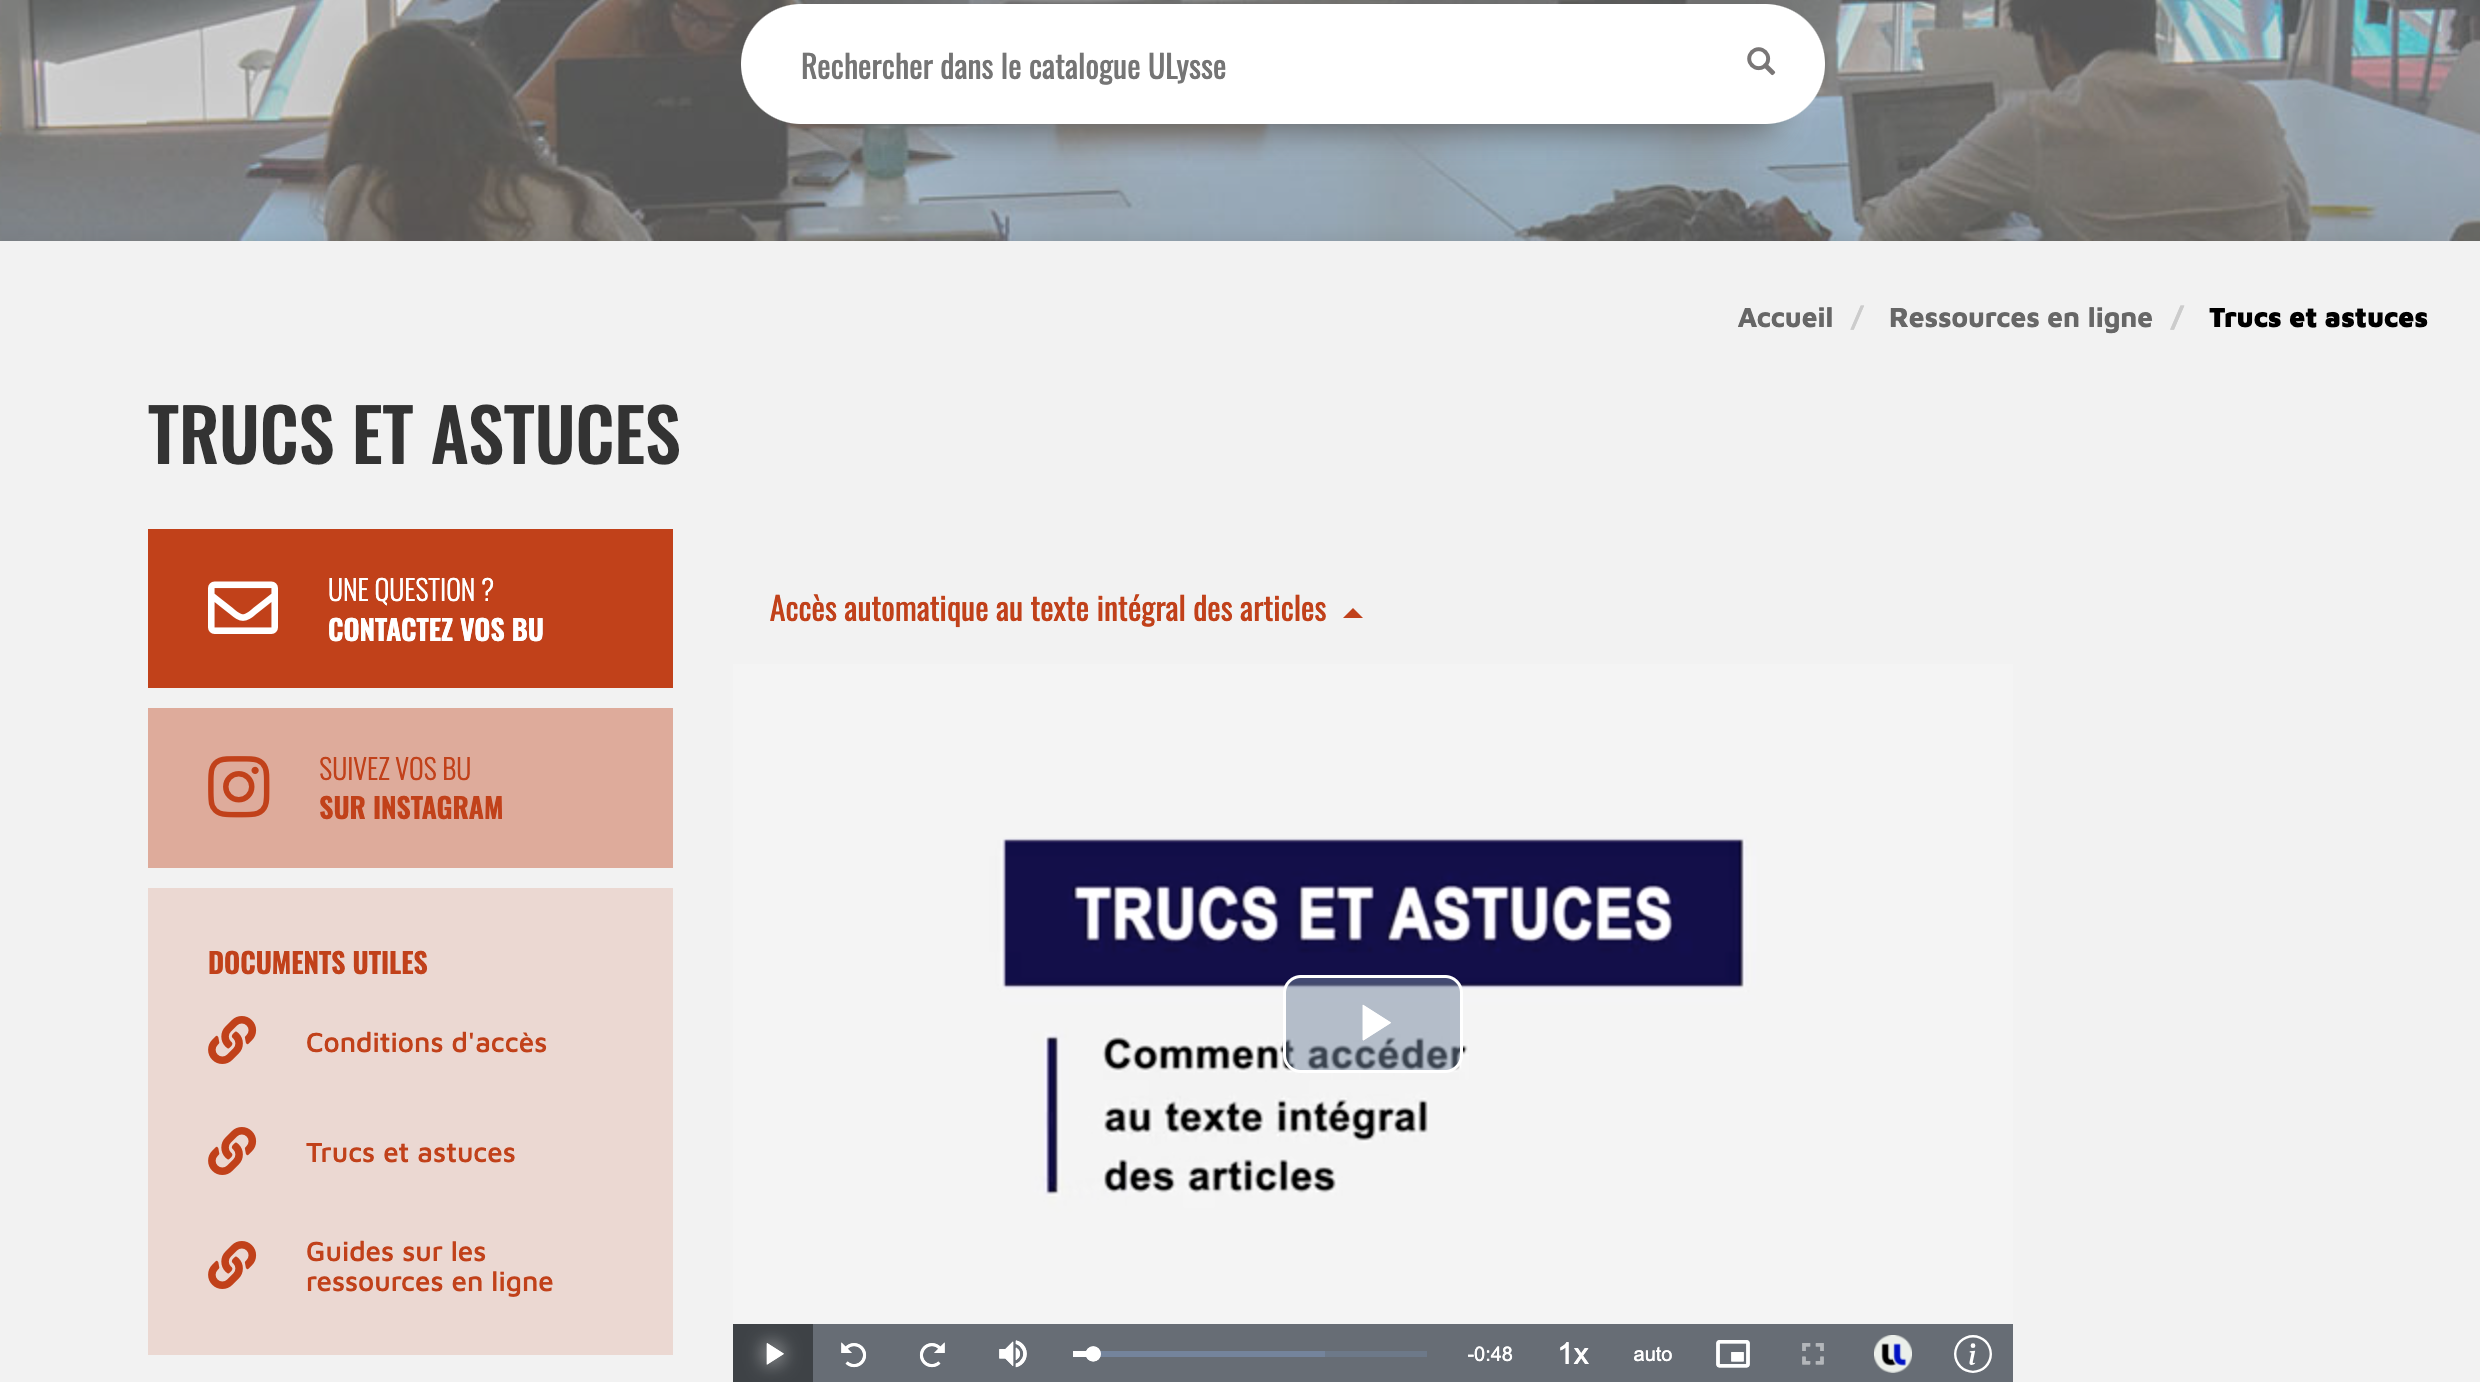 Rechercher dans le catalogue ULysse
Accueil / Ressources en ligne / Trucs et astuces
TRUCS ET ASTUCES
UNE QUESTION ?
CONTACTEZ VOS BU
SUIVEZ VOS BU
SUR INSTAGRAM
DOCUMENTS UTILES
Conditions d'accès
Trucs et astuces
Guides sur les
ressources en ligne
Accès automatique au texte intégral des articles
TRUCS ET ASTUCES
Comment accéder
au texte intégral
des articles
-0:48 1x auto